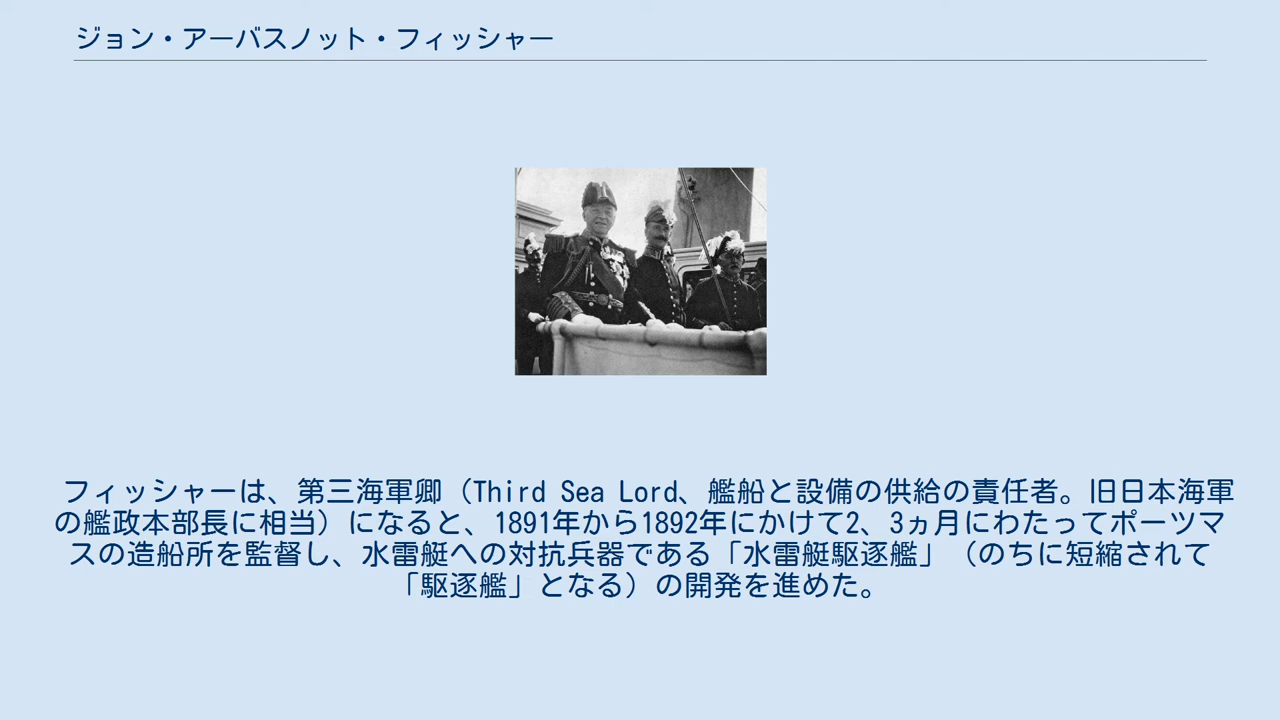 ジョン・アーバスノット・フィッシャー
フィッシャーは、第三海軍卿（Third Sea Lord、艦船と設備の供給の責任者。旧日本海軍
の艦政本部長に相当）になると、1891年から1892年にかけて2、3ヵ月にわたってポーツマ
スの造船所を監督し、水雷艇への対抗兵器である「水雷艇駆逐艦」（のちに短縮されて
「駆逐艦」となる）の開発を進めた。